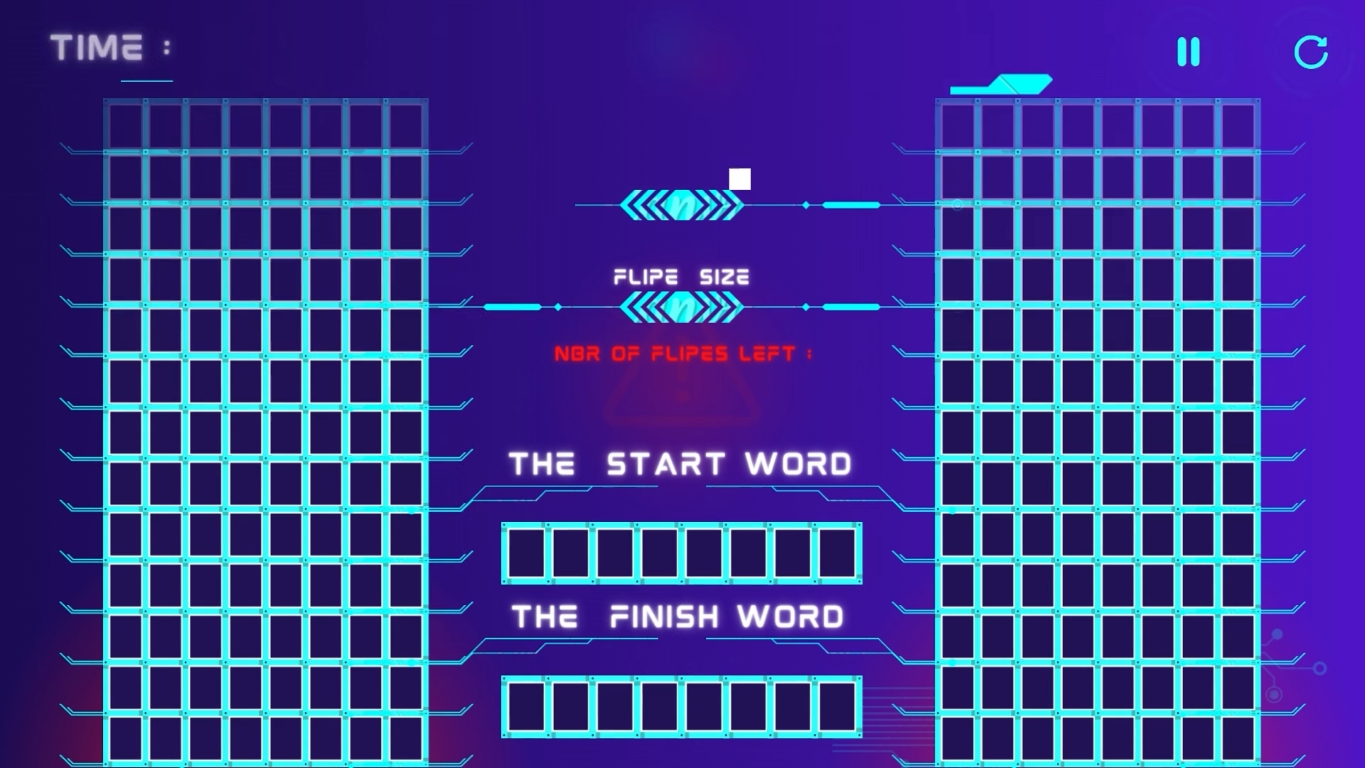 TIME :
FLIPE SIZE
NBR OF FLIPES LEFT :
THE START WORD
THE FINISH WORD